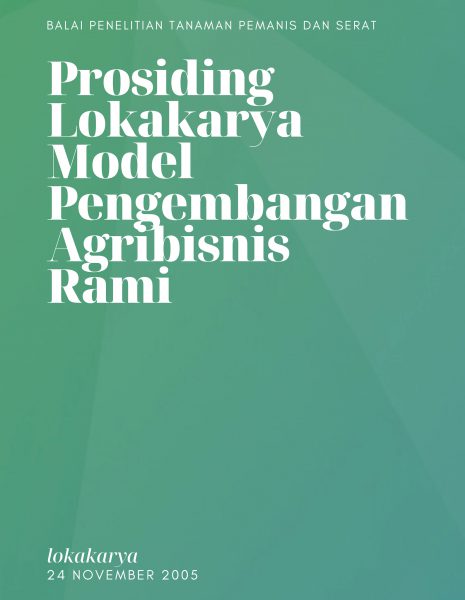 BALAI PENELITIAN TANAMAN PEMANIS DAN SERAT
Prosiding
Lokakarya
Model
Pengembangan
Agribisnis
Rami
lokakarya
24 NOVEMBER 2005